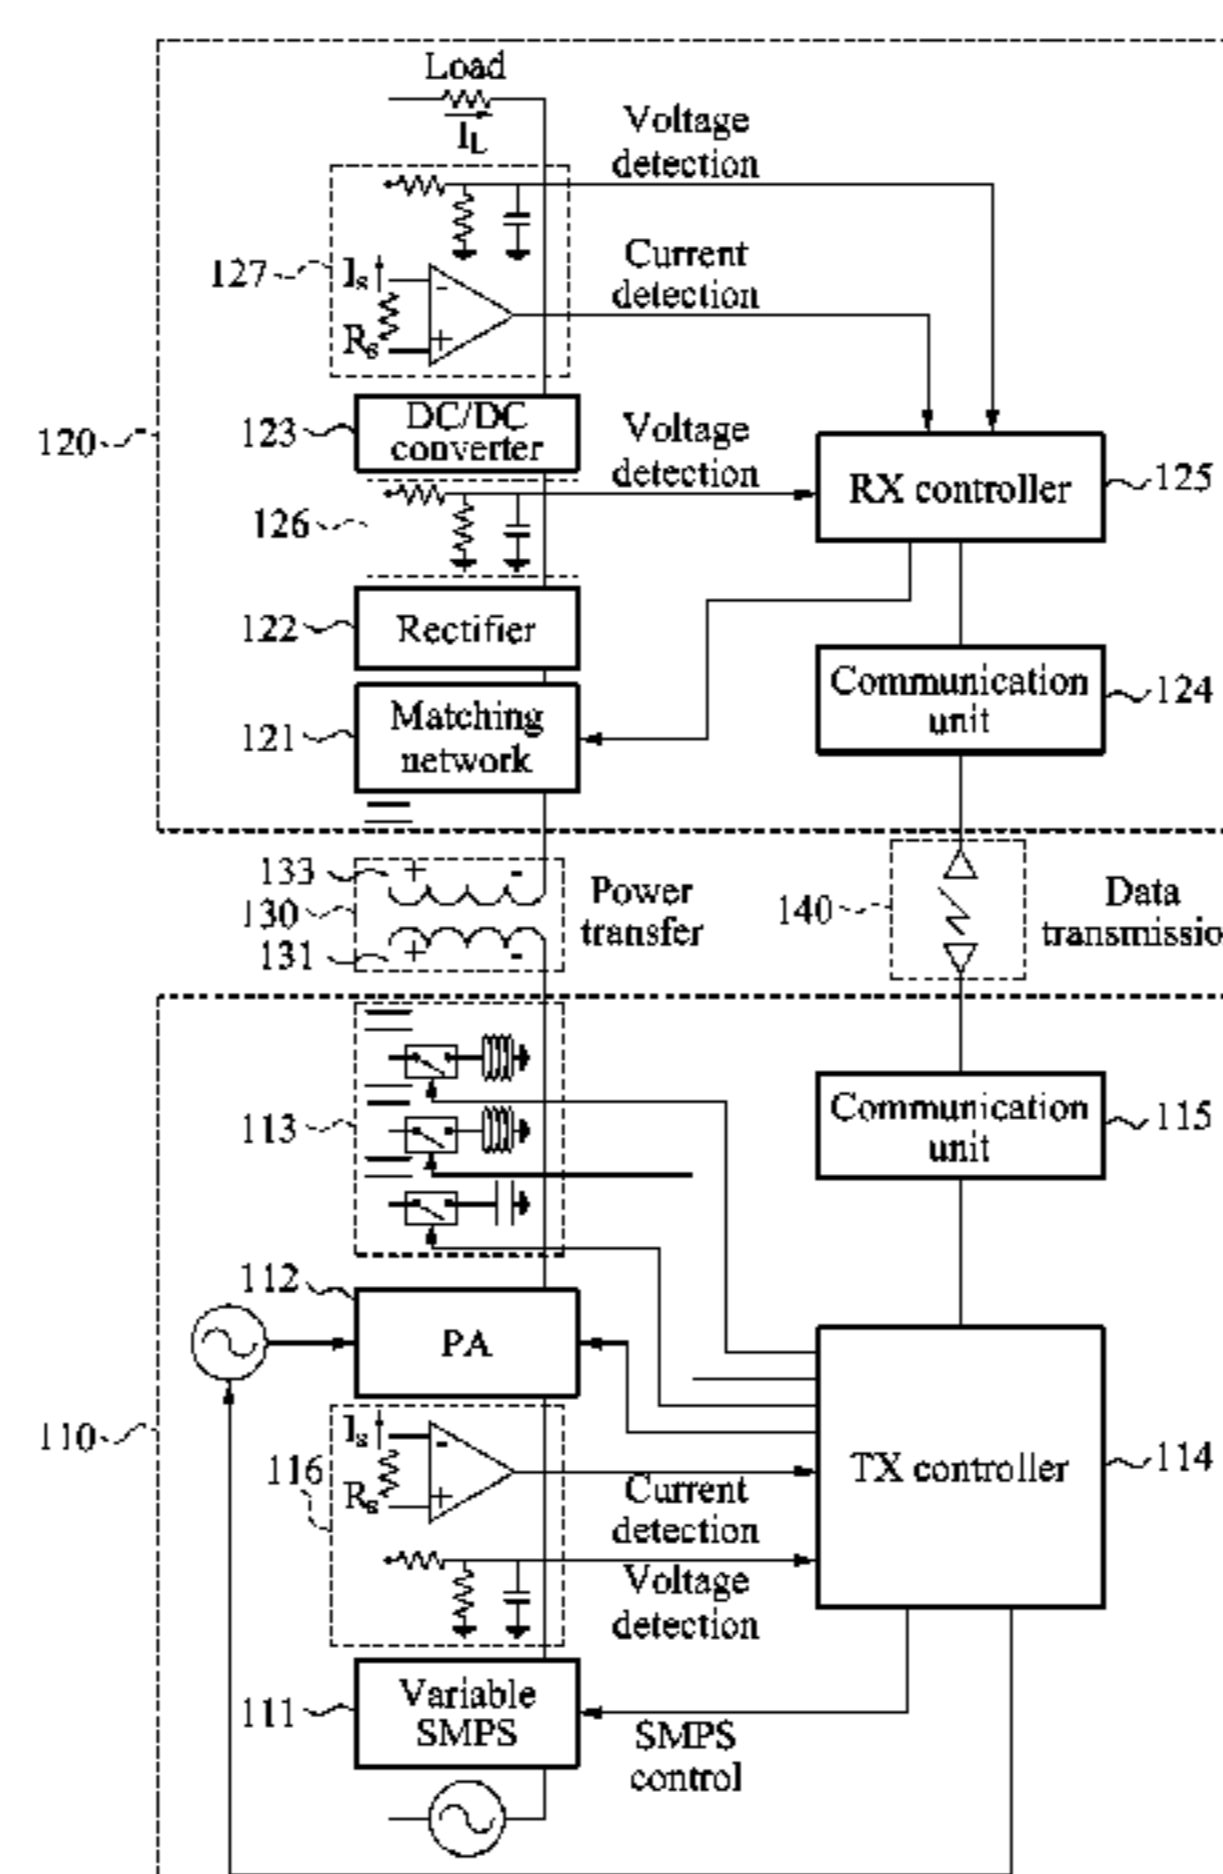 Load
I_L
Voltage
detection
127
I_s
-
Current
detection
R_s
+
120
123
DC/DC
converter
Voltage
detection
RX controller
125
126
122
Rectifier
Communication
unit
124
121
Matching
network
133
+
-
130
131
+
-
Power
transfer
140
Data
transmissio
113
Communication
unit
115
112
PA
110
116
I_s
-
R_s
+
TX controller
114
Current
detection
Voltage
detection
111
Variable
SMPS
SMPS
control